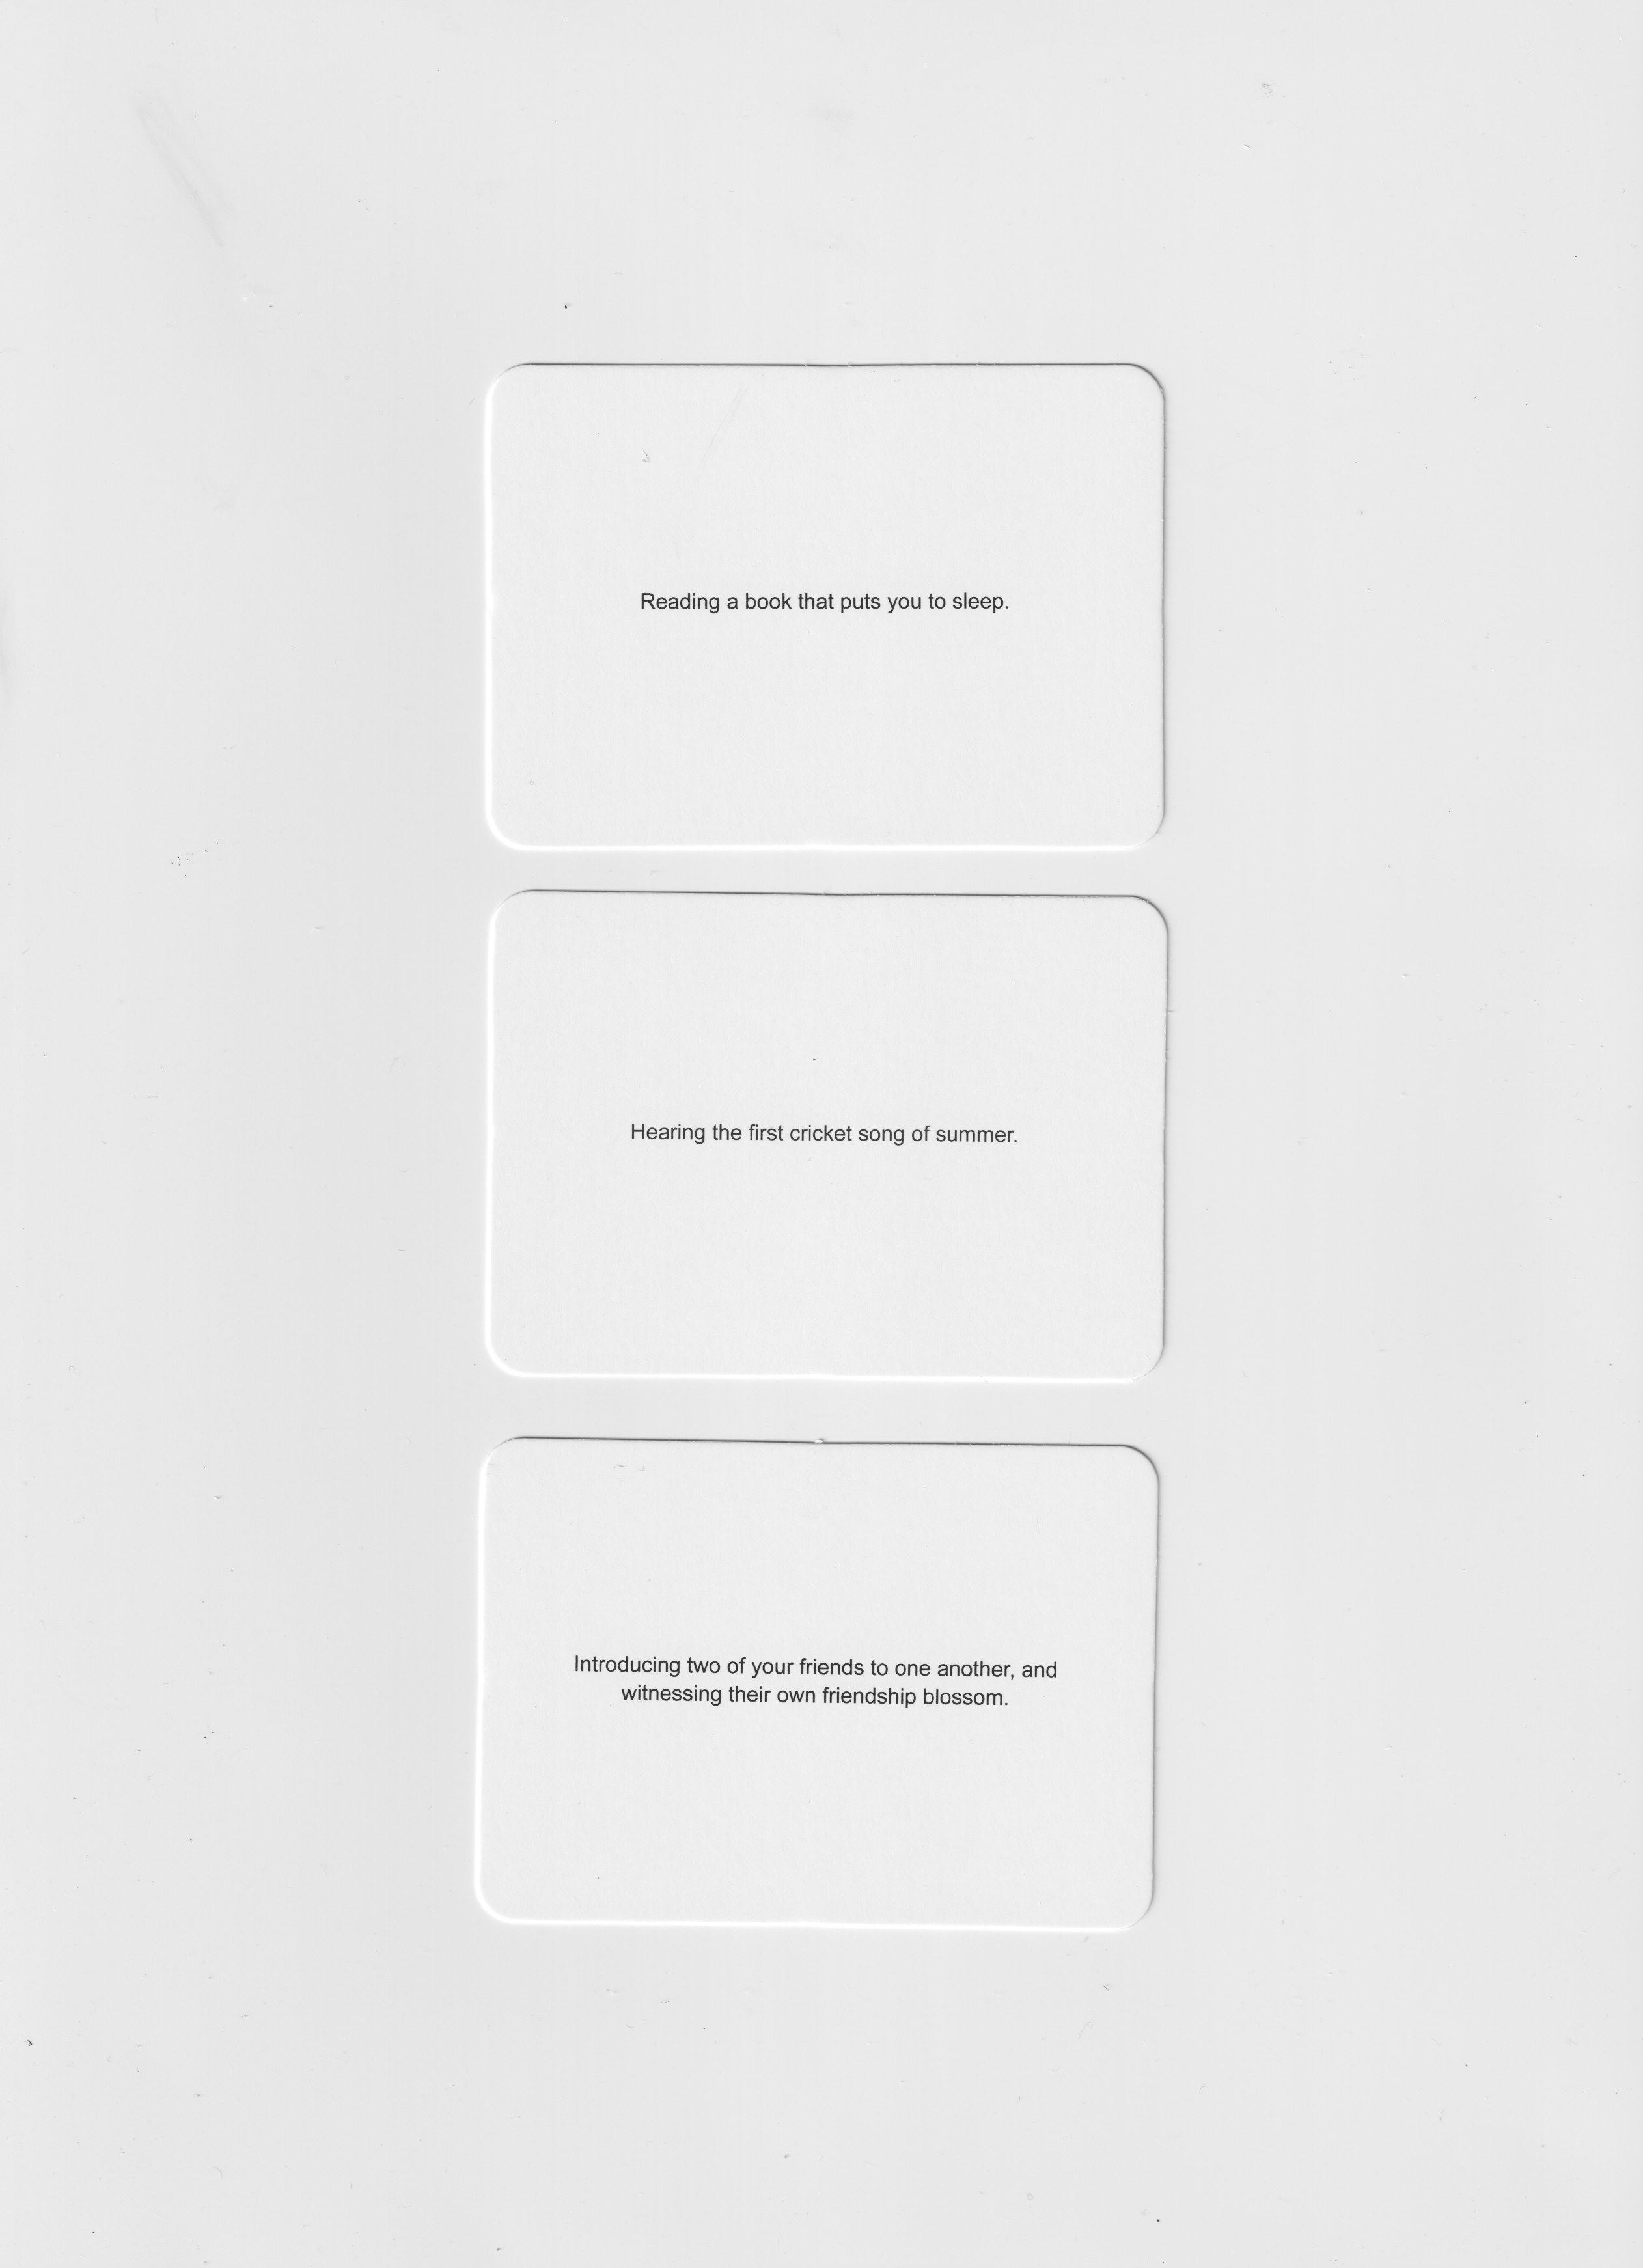 Reading a book that puts you to sleep.
Hearing the first cricket song of summer.
Introducing two of your friends to one another, and
witnessing their own friendship blossom.